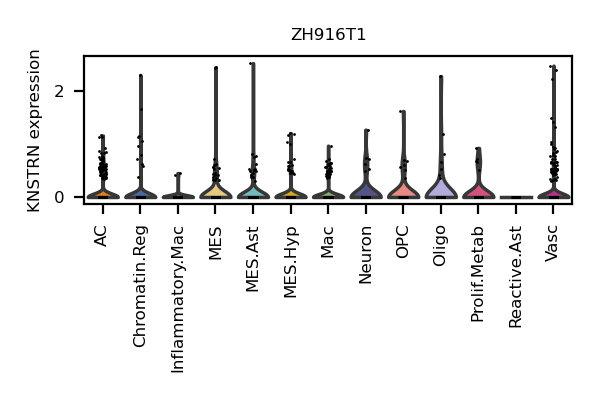 ZH916T1
KNSTRN expression
2
0
AC
Chromatin.Reg
Inflammatory.Mac
MES
MES.Ast
MES.Hyp
Mac
Neuron
OPC
Oligo
Prolif.Metab
Reactive.Ast
Vasc